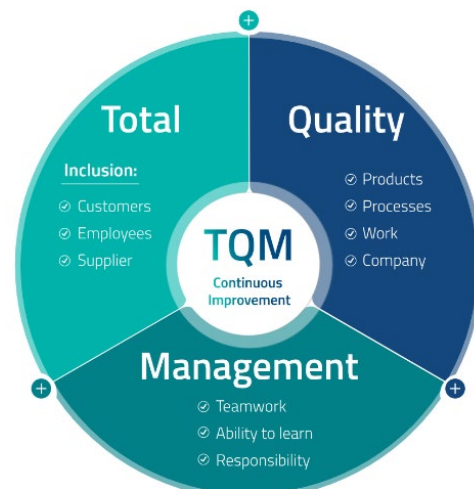 Total
Inclusion:
Customers
Employees
Supplier
Quality
Products
Processes
Work
Company
TQM
Continuous
Improvement
Management
Teamwork
Ability to learn
Responsibility